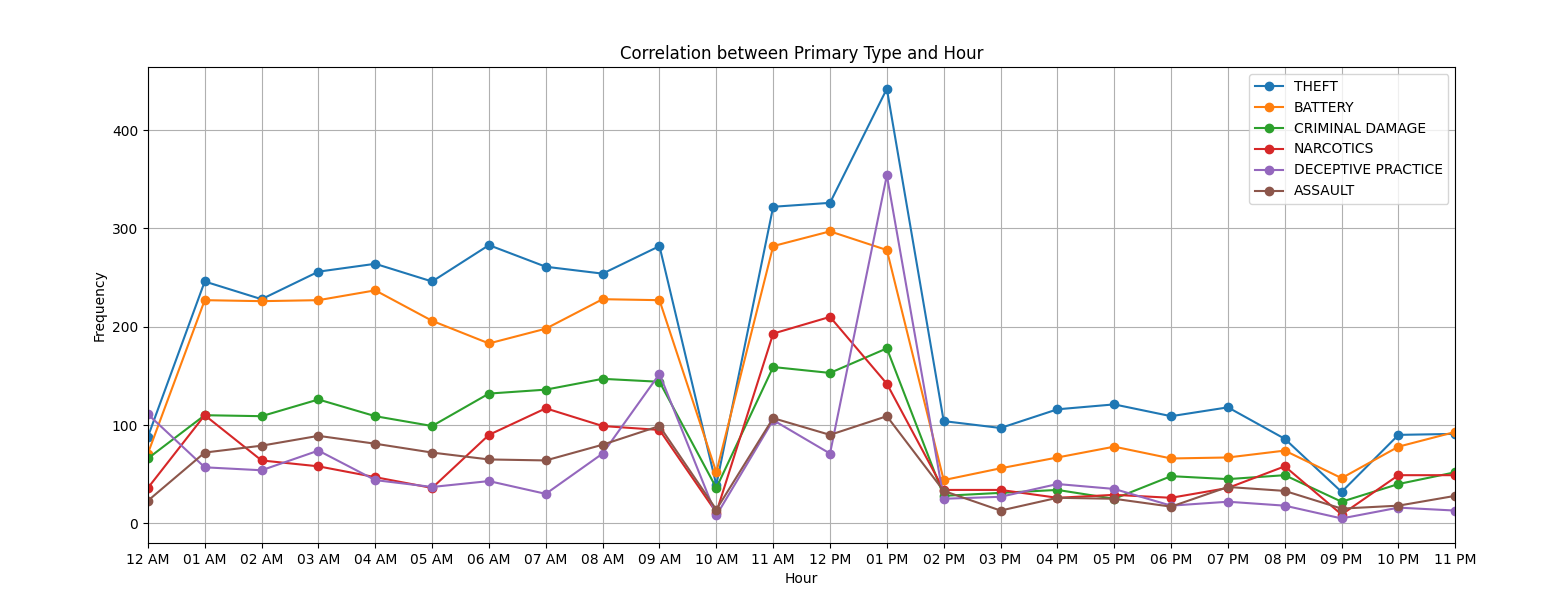 Correlation between Primary Type and Hour
THEFT
BATTERY
CRIMINAL DAMAGE
NARCOTICS
DECEPTIVE PRACTICE
ASSAULT
Frequency
400
300
200
100
0
12 AM 01 AM 02 AM 03 AM 04 AM 05 AM 06 AM 07 AM 08 AM 09 AM 10 AM 11 AM 12 PM 01 PM 02 PM 03 PM 04 PM 05 PM 06 PM 07 PM 08 PM 09 PM 10 PM 11 PM
Hour